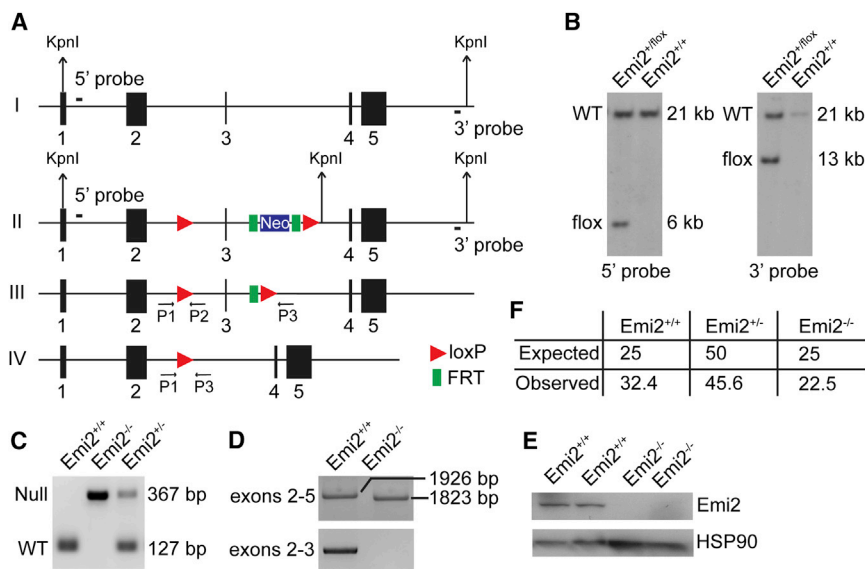 A
KpnI
KpnI
5' probe
I
1
2
3
4
5
3' probe
KpnI
KpnI
KpnI
5' probe
II
Neo
1
2
3
4
5
3' probe
III
1
2
P1
P2
3
P3
4
5
IV
1
2
P1
P3
4
5
loxP
FRT
B
Emi2+/flox
Emi2+/+
WT
21 kb
flox
6 kb
5' probe
Emi2+/flox
Emi2+/+
WT
21 kb
flox
13 kb
3' probe
F
Emi2+/+ Emi2+/- Emi2-/-
Expected 25 50 25
Observed 32.4 45.6 22.5
C
Emi2+/+
Emi2-/-
Emi2+/-
Null
367 bp
WT
127 bp
D
Emi2+/+
Emi2-/-
exons 2-5
1926 bp
1823 bp
exons 2-3
E
Emi2+/+
Emi2+/+
Emi2-/-
Emi2-/-
Emi2
HSP90